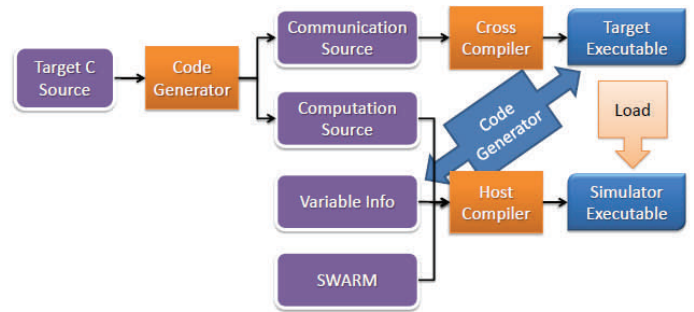 Target C
Source
Code
Generator
Communication
Source
Cross
Compiler
Target
Executable
Computation
Source
Code
Generator
Load
Variable Info
Host
Compiler
Simulator
Executable
SWARM